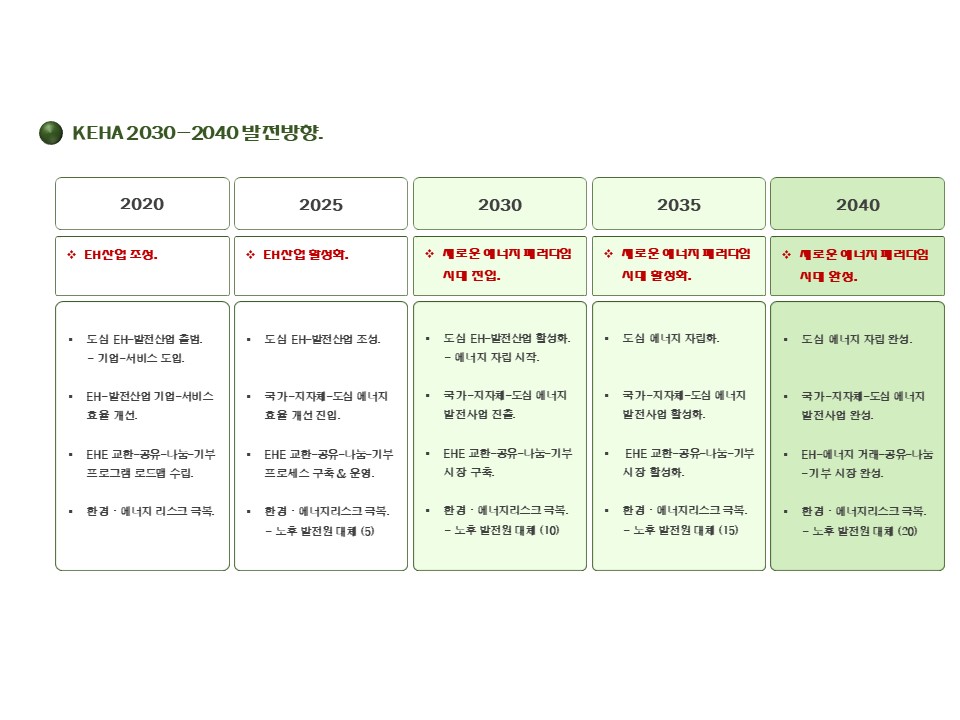 KEHA 2030-2040 발전방향.
2020
2025
2030
2035
2040
❖ EH산업 조성.
❖ EH산업 활성화.
❖ 새로운 에너지 패러다임
시대 진입.
❖ 새로운 에너지 패러다임
시대 활성화.
❖ 새로운 에너지 패러다임
시대 완성.
▪ 도심 EH-발전산업 출범.
- 기업-서비스 도입.
▪ EH-발전산업 기업-서비스
효율 개선.
▪ EHE 교환-공유-나눔-기부
프로그램 로드맵 수립.
▪ 환경·에너지 리스크 극복.
▪ 도심 EH-발전산업 조성.
▪ 국가-지자체-도심 에너지
효율 개선 진입.
▪ EHE 교환-공유-나눔-기부
프로세스 구축 & 운영.
▪ 환경·에너지리스크 극복.
- 노후 발전원 대체 (5)
▪ 도심 EH-발전산업 활성화.
- 에너지 자립 시작.
▪ 국가-지자체-도심 에너지
발전사업 진출.
▪ EHE 교환-공유-나눔-기부
시장 구축.
▪ 환경·에너지리스크 극복.
- 노후 발전원 대체 (10)
▪ 도심 에너지 자립화.
▪ 국가-지자체-도심 에너지
발전사업 활성화.
▪ EHE 교환-공유-나눔-기부
시장 활성화.
▪ 환경·에너지리스크 극복.
- 노후 발전원 대체 (15)
▪ 도심 에너지 자립 완성.
▪ 국가-지자체-도심 에너지
발전사업 완성.
▪ EH-에너지 거래-공유-나눔
-기부 시장 완성.
▪ 환경·에너지리스크 극복.
- 노후 발전원 대체 (20)